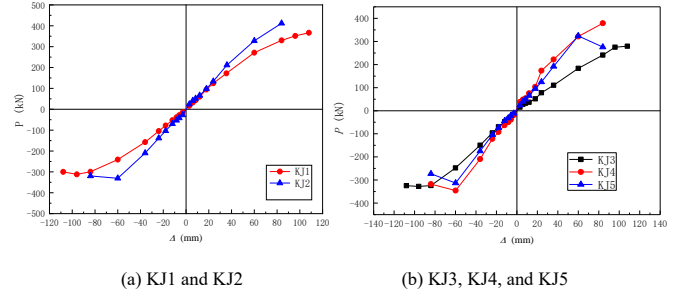 500
400
300
200
100
0
-100
-200
-300
-400
-500
P (kN)
-120 -100 -80 -60 -40 -20 0 20 40 60 80 100 120
Δ (mm)
KJ1
KJ2
400
300
200
100
0
-100
-200
-300
-400
P (kN)
-140 -120 -100 -80 -60 -40 -20 0 20 40 60 80 100 120 140
Δ (mm)
KJ3
KJ4
KJ5
(a) KJ1 and KJ2
(b) KJ3, KJ4, and KJ5